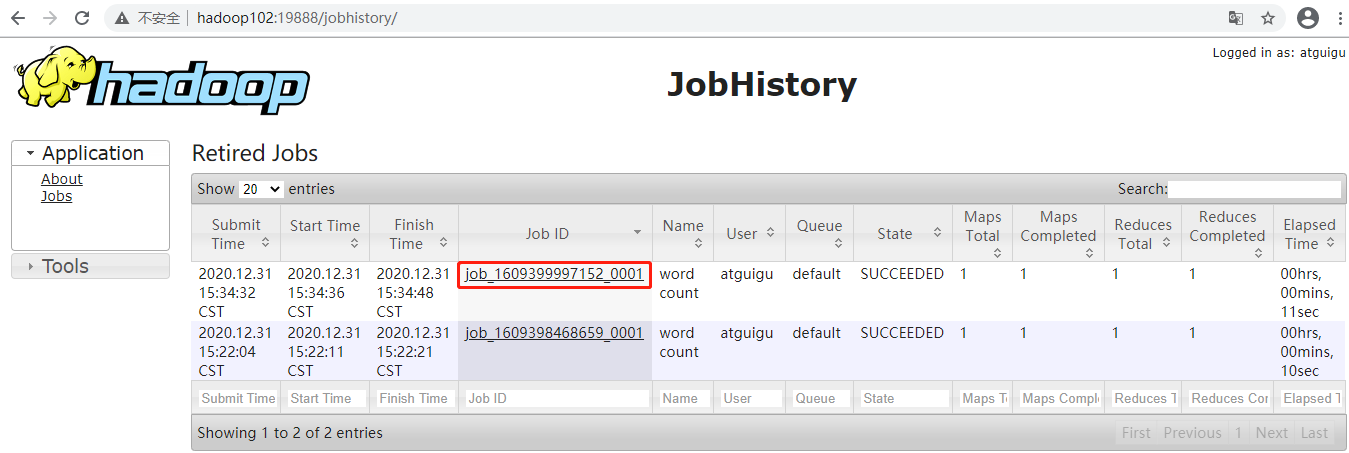 不安全 | hadoop102:19888/jobhistory/
Logged in as: atguigu
hadoop
JobHistory
Application
About
Jobs
Tools
Retired Jobs
Show 20 entries
Search:
Submit Time Start Time Finish Time Job ID Name User Queue State Maps Total Maps Completed Reduces Total Reduces Completed Elapsed Time
2020.12.31 15:34:32 CST 2020.12.31 15:34:36 CST 2020.12.31 15:34:48 CST job_1609399997152_0001 word count atguigu default SUCCEEDED 1 1 1 1 00hrs, 00mins, 11sec
2020.12.31 15:22:04 CST 2020.12.31 15:22:11 CST 2020.12.31 15:22:21 CST job_1609398468659_0001 word count atguigu default SUCCEEDED 1 1 1 1 00hrs, 00mins, 10sec
Submit Time Start Time Finish Time Job ID Name User Queue State Maps T Maps Comple Reduces T Reduces Cor Elapsed T
Showing 1 to 2 of 2 entries
First Previous 1 Next Last